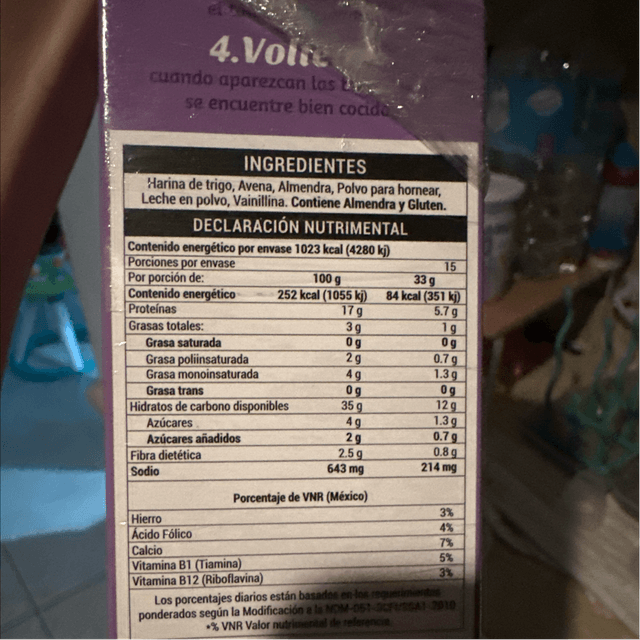 el
4.Volte
cuando aparezcan las
se encuentre bien cocido
INGREDIENTES
Harina de trigo, Avena, Almendra, Polvo para hornear,
Leche en polvo, Vainillina. Contiene Almendra y Gluten.
DECLARACIÓN NUTRIMENTAL
Contenido energético por envase 1023 kcal (4280 kj)
Porciones por envase 15
Por porción de: 100 g 33 g
Contenido energético 252 kcal (1055 kj) 84 kcal (351 kj)
Proteínas 17 g 5.7 g
Grasas totales: 3 g 1 g
Grasa saturada 0 g 0 g
Grasa poliinsaturada 2 g 0.7 g
Grasa monoinsaturada 4 g 1.3 g
Grasa trans 0 g 0 g
Hidratos de carbono disponibles 35 g 12 g
Azúcares 4 g 1.3 g
Azúcares añadidos 2 g 0.7 g
Fibra dietética 2.5 g 0.8 g
Sodio 643 mg 214 mg
Porcentaje de VNR (México)
Hierro 3%
Ácido Fólico 4%
Calcio 7%
Vitamina B1 (Tiamina) 5%
Vitamina B12 (Riboflavina) 3%
Los porcentajes diarios están basados en los requerimientos
ponderados según la Modificación a la NOM-051-SCFI/SSA1-2010
*% VNR Valor nutrimental de referencia.